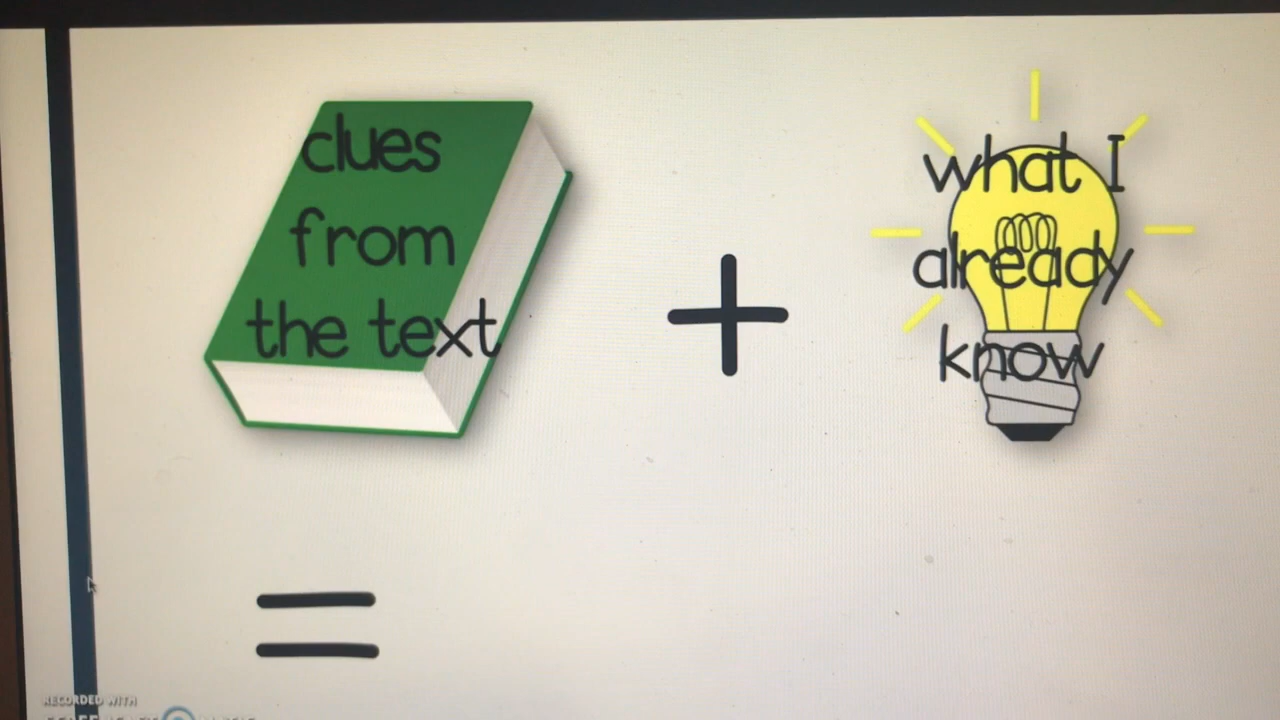 clues
from
the text
+
what I
already
know
=
RECORDED WITH